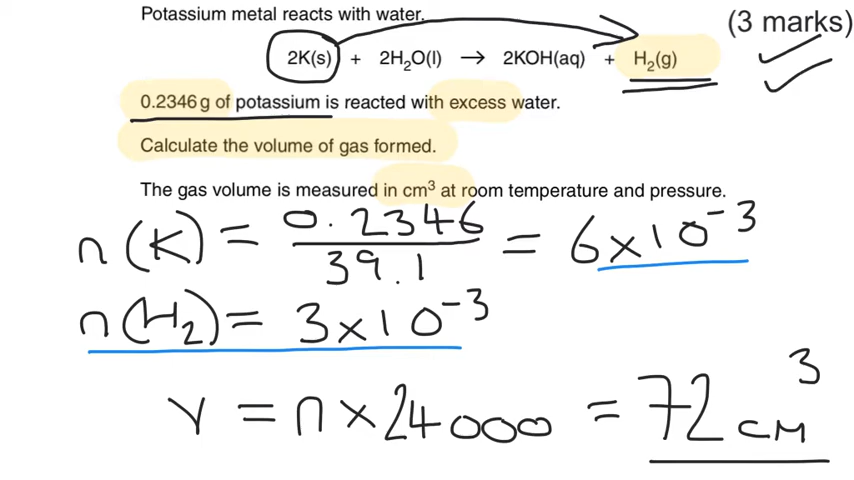 Potassium metal reacts with water.
(3 marks)
2K(s) + 2H₂O(l) → 2KOH(aq) + H₂(g)
0.2346 g of potassium is reacted with excess water.
Calculate the volume of gas formed.
The gas volume is measured in cm³ at room temperature and pressure.
n(K) = 0.2346 / 39.1 = 6×10⁻³
n(H₂) = 3×10⁻³
v = n × 24000 = 72 cm³